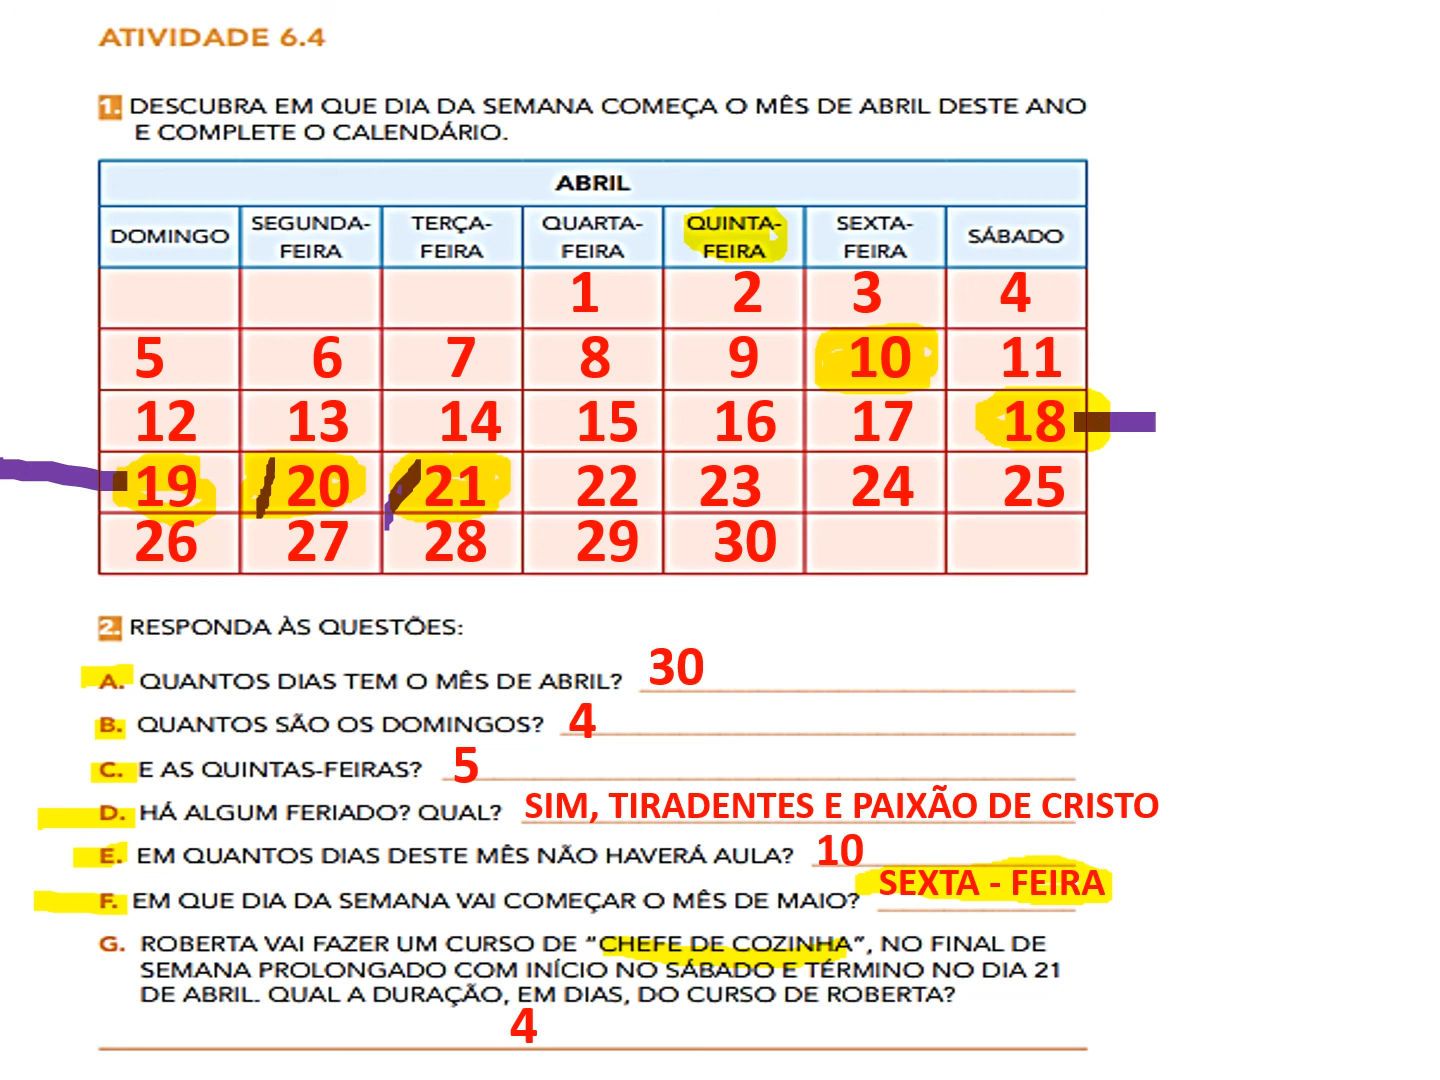 ATIVIDADE 6.4
1. DESCUBRA EM QUE DIA DA SEMANA COMEÇA O MÊS DE ABRIL DESTE ANO
E COMPLETE O CALENDÁRIO.
ABRIL
DOMINGO SEGUNDA-FEIRA TERÇA-FEIRA QUARTA-FEIRA QUINTA-FEIRA SEXTA-FEIRA SÁBADO
1 2 3 4
5 6 7 8 9 10 11
12 13 14 15 16 17 18
19 20 21 22 23 24 25
26 27 28 29 30
2. RESPONDA ÀS QUESTÕES:
A. QUANTOS DIAS TEM O MÊS DE ABRIL? 30
B. QUANTOS SÃO OS DOMINGOS? 4
C. E AS QUINTAS-FEIRAS? 5
D. HÁ ALGUM FERIADO? QUAL? SIM, TIRADENTES E PAIXÃO DE CRISTO
E. EM QUANTOS DIAS DESTE MÊS NÃO HAVERÁ AULA? 10
F. EM QUE DIA DA SEMANA VAI COMEÇAR O MÊS DE MAIO? SEXTA - FEIRA
G. ROBERTA VAI FAZER UM CURSO DE “CHEFE DE COZINHA”, NO FINAL DE
SEMANA PROLONGADO COM INÍCIO NO SÁBADO E TÉRMINO NO DIA 21
DE ABRIL. QUAL A DURAÇÃO, EM DIAS, DO CURSO DE ROBERTA?
4